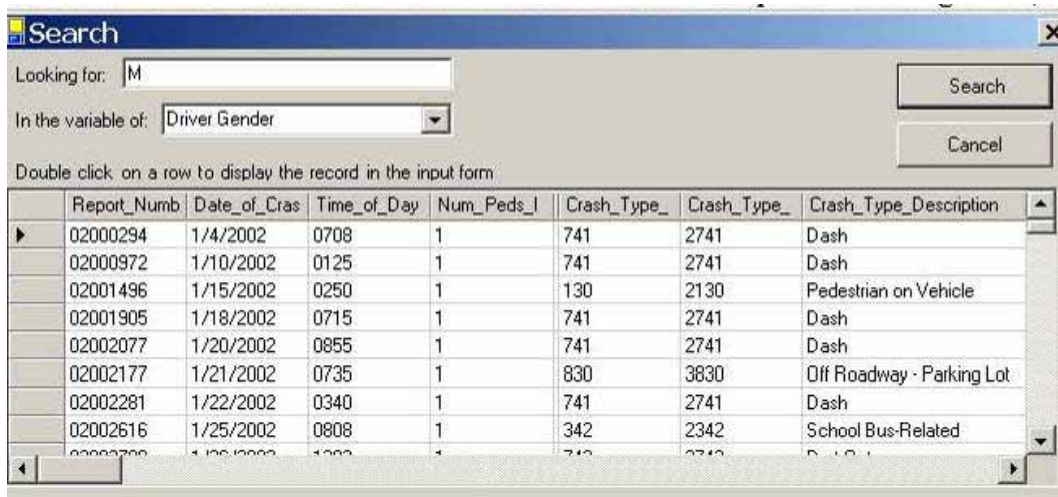 Search
Looking for: M
Search
In the variable of: Driver Gender
Cancel
Double click on a row to display the record in the input form
Report_Numb Date_of_Cras Time_of_Day Num_Peds_I Crash_Type_ Crash_Type_ Crash_Type_Description
02000294 1/4/2002 0708 1 741 2741 Dash
02000972 1/10/2002 0125 1 741 2741 Dash
02001496 1/15/2002 0250 1 130 2130 Pedestrian on Vehicle
02001905 1/18/2002 0715 1 741 2741 Dash
02002077 1/20/2002 0855 1 741 2741 Dash
02002177 1/21/2002 0735 1 830 3830 Off Roadway - Parking Lot
02002281 1/22/2002 0340 1 741 2741 Dash
02002616 1/25/2002 0808 1 342 2342 School Bus-Related